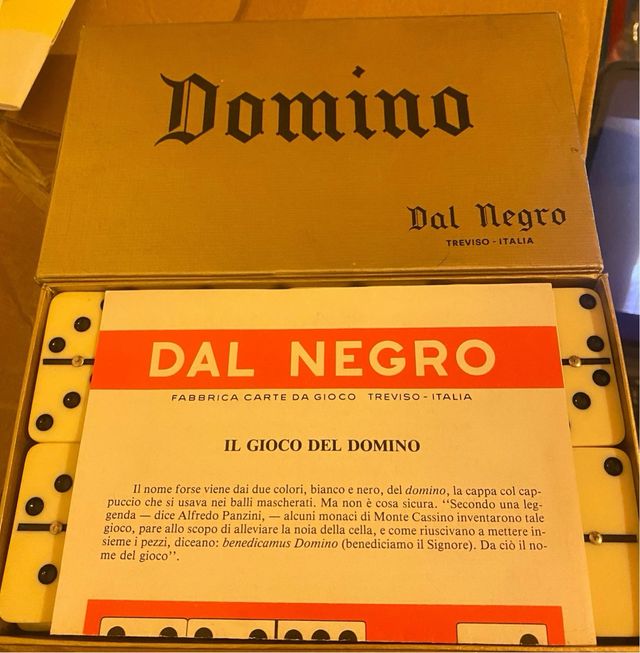 Domino
Dal Negro
TREVISO - ITALIA
DAL NEGRO
FABBRICA CARTE DA GIOCO TREVISO - ITALIA
IL GIOCO DEL DOMINO
Il nome forse viene dai due colori, bianco e nero, del domino, la cappa col cap-
puccio che si usava nei balli mascherati. Ma non è cosa sicura. “Secondo una leg-
genda — dice Alfredo Panzini, — alcuni monaci di Monte Cassino inventarono tale
gioco, pare allo scopo di alleviare la noia della cella, e come riuscivano a mettere in-
sieme i pezzi, diceano: benedicamus Domino (benediciamo il Signore). Da ciò il no-
me del gioco”.